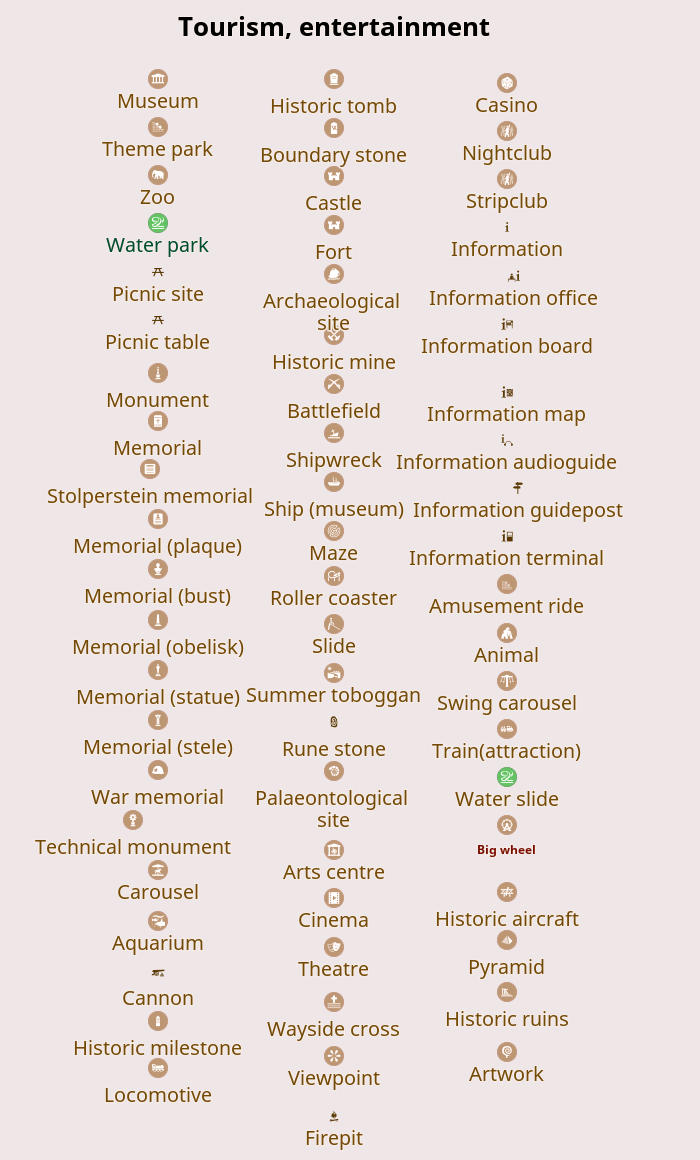 Tourism, entertainment
Museum
Theme park
Zoo
Water park
Picnic site
Picnic table
Monument
Memorial
Stolperstein memorial
Memorial (plaque)
Memorial (bust)
Memorial (obelisk)
Memorial (statue)
Memorial (stele)
War memorial
Technical monument
Carousel
Aquarium
Cannon
Historic milestone
Locomotive
Historic tomb
Boundary stone
Castle
Fort
Archaeological
site
Historic mine
Battlefield
Shipwreck
Ship (museum)
Maze
Roller coaster
Slide
Summer toboggan
Rune stone
Palaeontological
site
Arts centre
Cinema
Theatre
Wayside cross
Viewpoint
Firepit
Casino
Nightclub
Stripclub
Information
Information office
Information board
Information map
Information audioguide
Information guidepost
Information terminal
Amusement ride
Animal
Swing carousel
Train(attraction)
Water slide
Big wheel
Historic aircraft
Pyramid
Historic ruins
Artwork